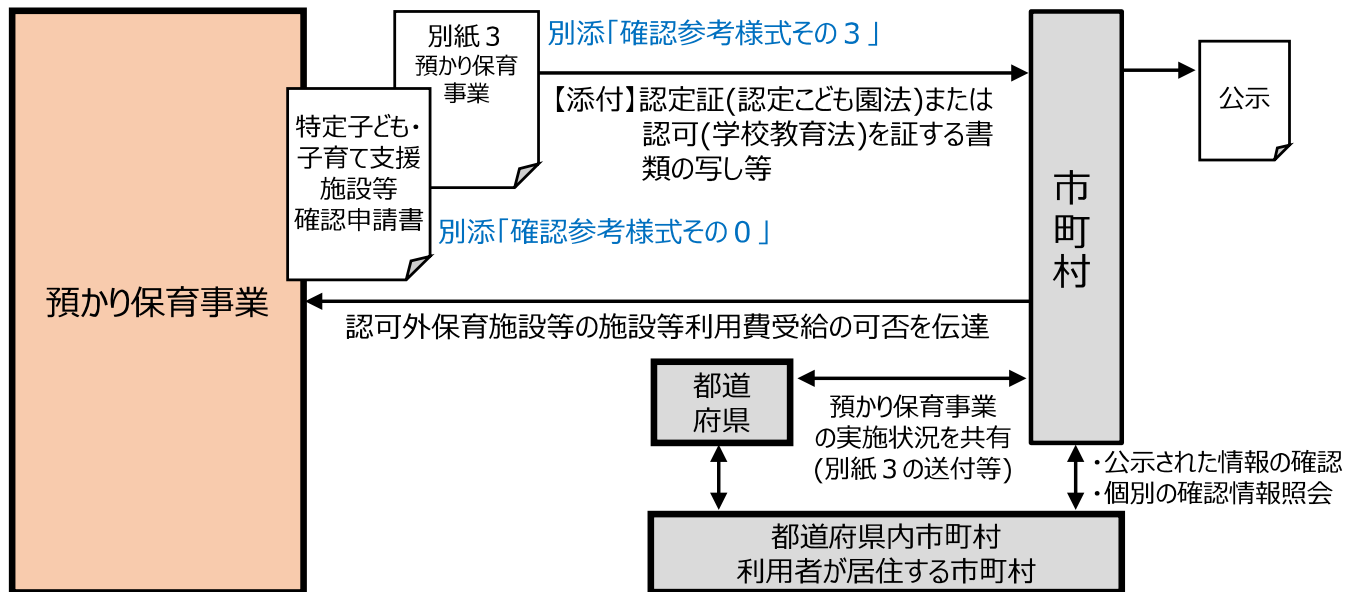 別紙３
預かり保育
事業
別添「確認参考様式その３」
【添付】認定証(認定こども園法)または
認可(学校教育法)を証する書
類の写し等
公示
特定子ども・
子育て支援
施設等
確認申請書
別添「確認参考様式その０」
市町村
預かり保育事業
認可外保育施設等の施設等利用費受給の可否を伝達
都道
府県
預かり保育事業
の実施状況を共有
(別紙３の送付等)
・公示された情報の確認
・個別の確認情報照会
都道府県内市町村
利用者が居住する市町村